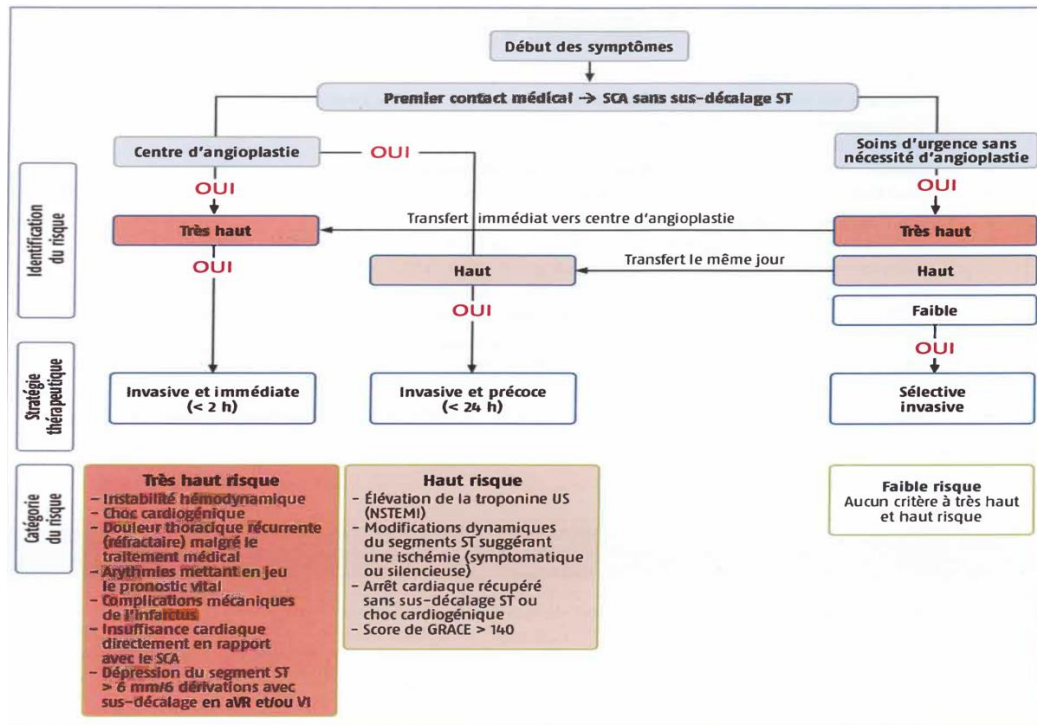 Début des symptômes
Premier contact médical → SCA sans sus-décalage ST
Centre d'angioplastie
OUI
Soins d'urgence sans
nécessité d'angioplastie
OUI
OUI
Identification
du risque
Très haut
Transfert immédiat vers centre d'angioplastie
Très haut
OUI
Haut
Transfert le même jour
Haut
OUI
Faible
OUI
Stratégie
thérapeutique
Invasive et immédiate
(< 2 h)
Invasive et précoce
(< 24 h)
Sélective
invasive
Catégorie
du risque
Très haut risque
– Instabilité hémodynamique
– Choc cardiogénique
– Douleur thoracique récurrente
(réfractaire) malgré le
traitement médical
– Arythmies mettant en jeu
le pronostic vital
– Complications mécaniques
de l'infarctus
– Insuffisance cardiaque
directement en rapport
avec le SCA
– Dépression du segment ST
> 6 mm/6 dérivations avec
sus-décalage en aVR et/ou V1
Haut risque
– Élévation de la troponine US
(NSTEMI)
– Modifications dynamiques
du segments ST suggérant
une ischémie (symptomatique
ou silencieuse)
– Arrêt cardiaque récupéré
sans sus-décalage ST ou
choc cardiogénique
– Score de GRACE > 140
Faible risque
Aucun critère à très haut
et haut risque